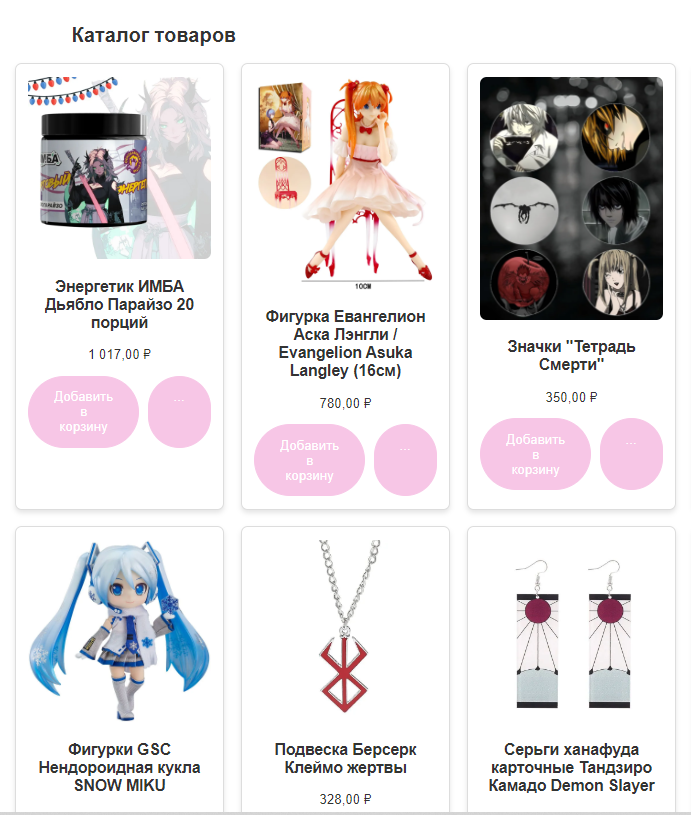 Каталог товаров
ИМБА
ЭНЕРГЕТ
10CM
Энергетик ИМБА
Дьябло Парайзо 20
порций
1 017,00 ₽
Добавить
в
корзину
...
Фигурка Евангелион
Аска Лэнгли /
Evangelion Asuka
Langley (16см)
780,00 ₽
Добавить
в
корзину
...
Значки "Тетрадь
Смерти"
350,00 ₽
Добавить
в
корзину
...
Фигурки GSC
Нендороидная кукла
SNOW MIKU
Подвеска Берсерк
Клеймо жертвы
328,00 ₽
Серьги ханафуда
карточные Тандзиро
Камадо Demon Slayer